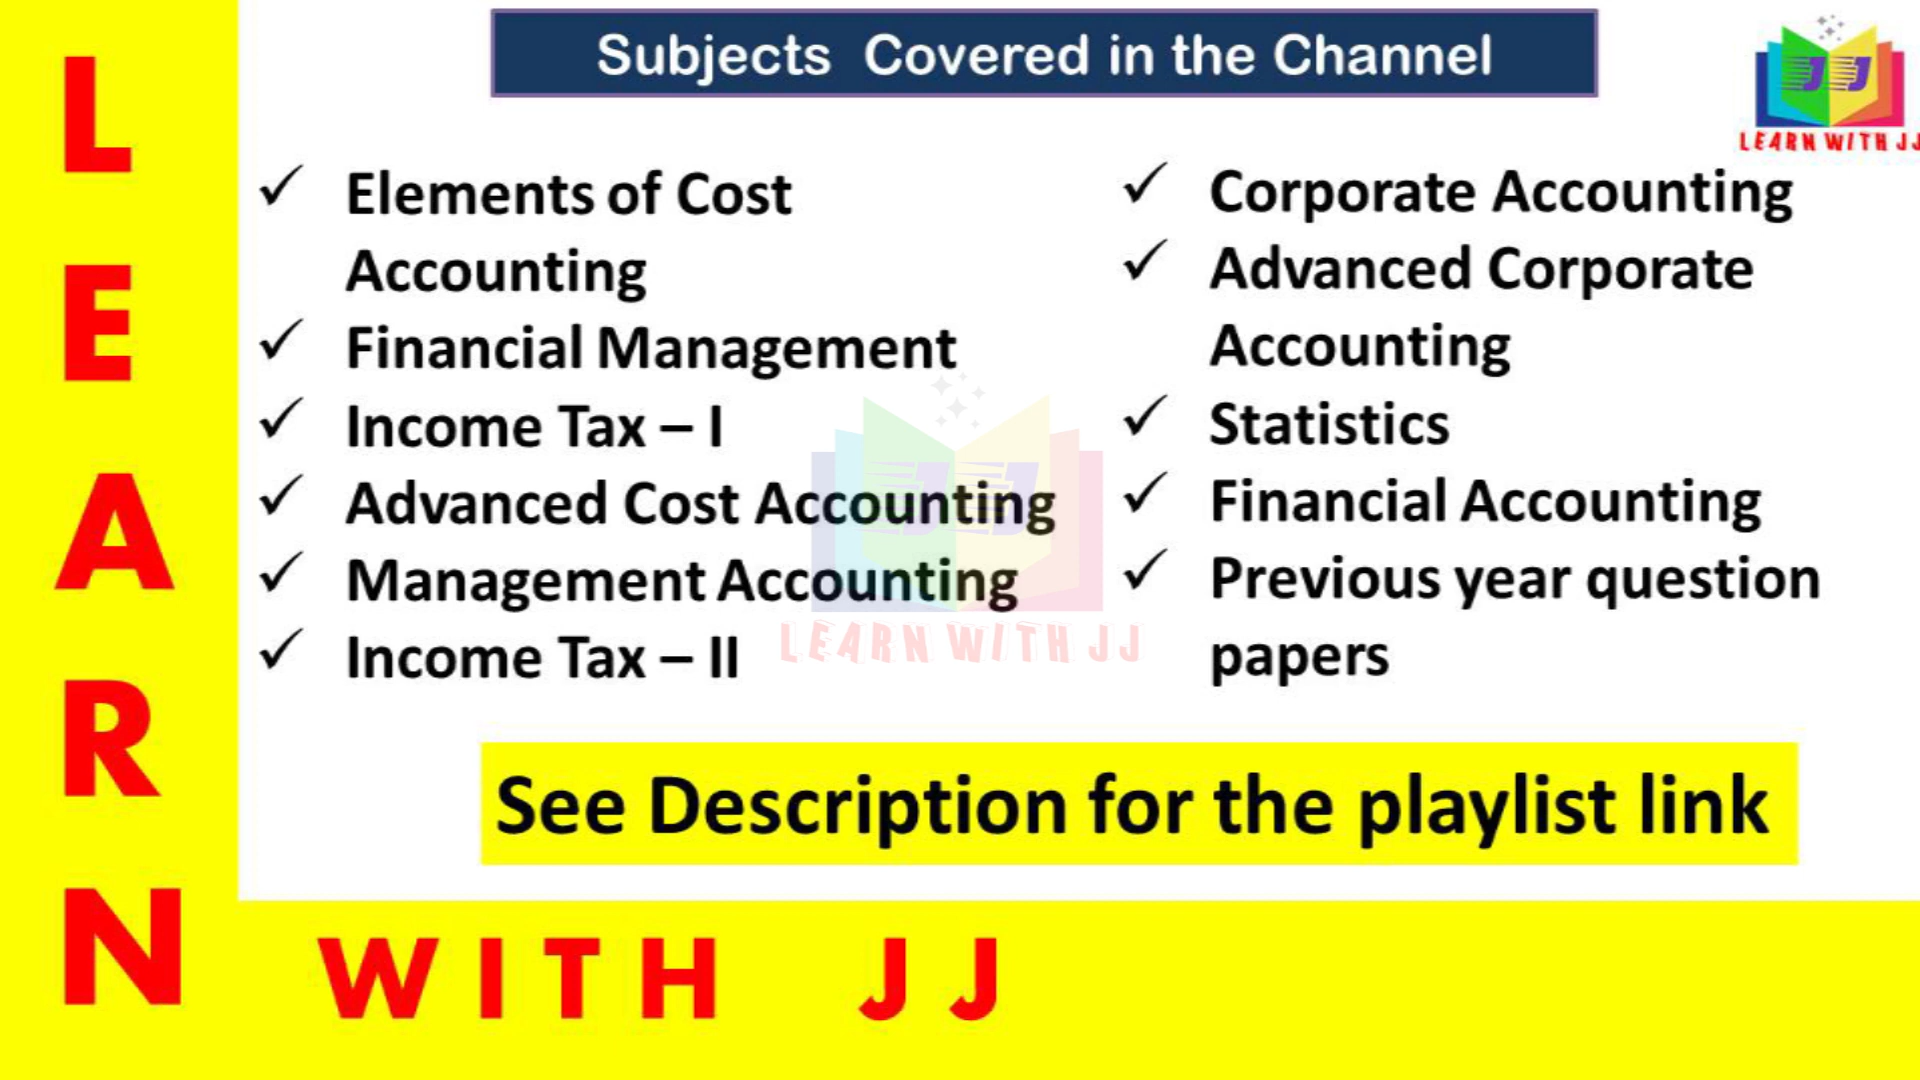 Subjects Covered in the Channel
LEARN WITH JJ
✓ Elements of Cost
Accounting
✓ Financial Management
✓ Income Tax – I
✓ Advanced Cost Accounting
✓ Management Accounting
✓ Income Tax – II
✓ Corporate Accounting
✓ Advanced Corporate
Accounting
✓ Statistics
✓ Financial Accounting
✓ Previous year question
papers
JJ
LEARN WITH JJ
See Description for the playlist link
LEARN
WITH JJ